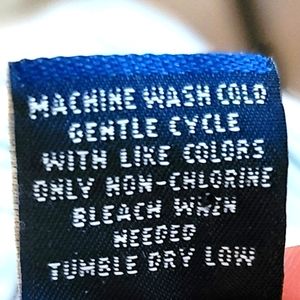 MACHINE WASH COLD
GENTLE CYCLE
WITH LIKE COLORS
ONLY NON-CHLORINE
BLEACH WHEN
NEEDED
TUMBLE DRY LOW